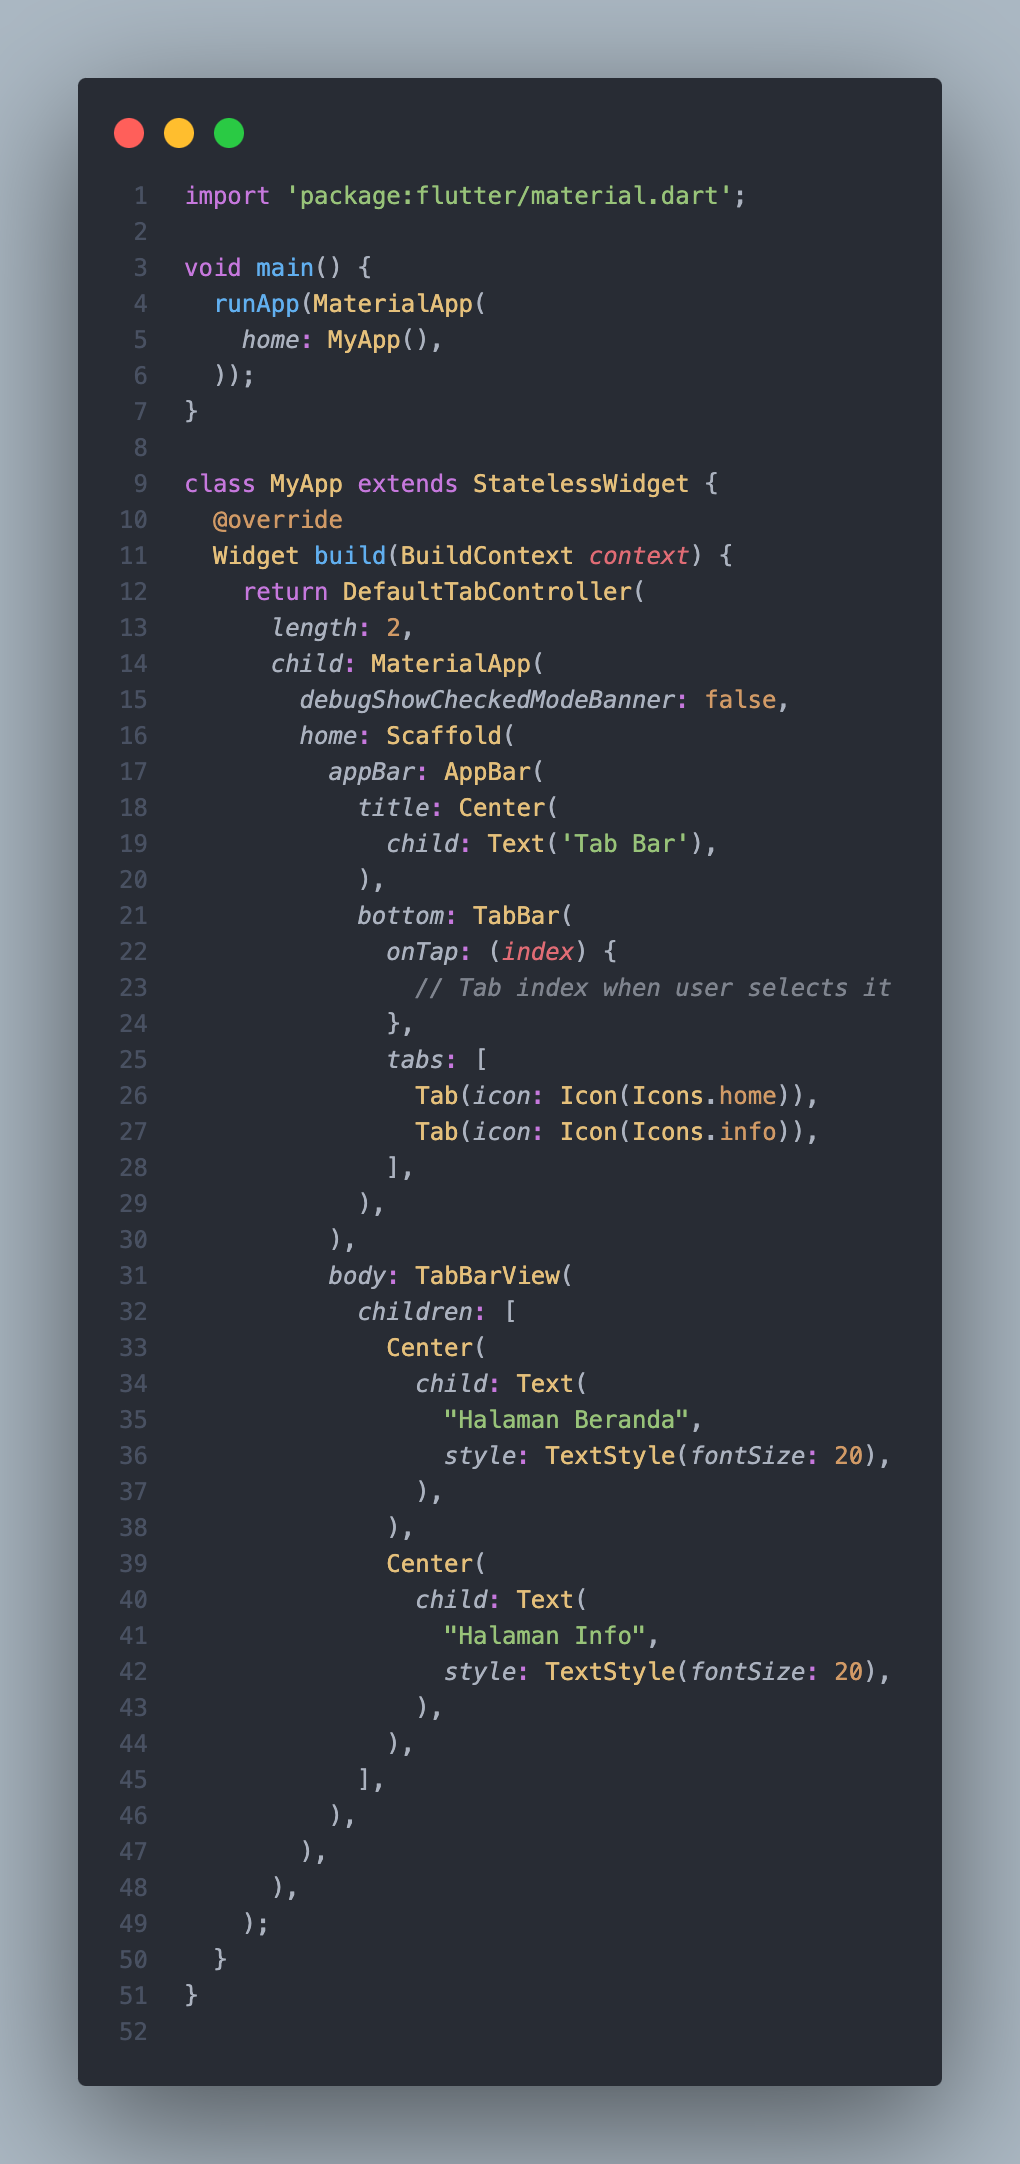 1 import 'package:flutter/material.dart';
2
3 void main() {
4   runApp(MaterialApp(
5     home: MyApp(),
6   ));
7 }
8
9 class MyApp extends StatelessWidget {
10   @override
11   Widget build(BuildContext context) {
12     return DefaultTabController(
13       length: 2,
14       child: MaterialApp(
15         debugShowCheckedModeBanner: false,
16         home: Scaffold(
17           appBar: AppBar(
18             title: Center(
19               child: Text('Tab Bar'),
20             ),
21             bottom: TabBar(
22               onTap: (index) {
23                 // Tab index when user selects it
24               },
25               tabs: [
26                 Tab(icon: Icon(Icons.home)),
27                 Tab(icon: Icon(Icons.info)),
28               ],
29             ),
30           ),
31           body: TabBarView(
32             children: [
33               Center(
34                 child: Text(
35                   "Halaman Beranda",
36                   style: TextStyle(fontSize: 20),
37                 ),
38               ),
39               Center(
40                 child: Text(
41                   "Halaman Info",
42                   style: TextStyle(fontSize: 20),
43                 ),
44               ),
45             ],
46           ),
47         ),
48       ),
49     );
50   }
51 }
52